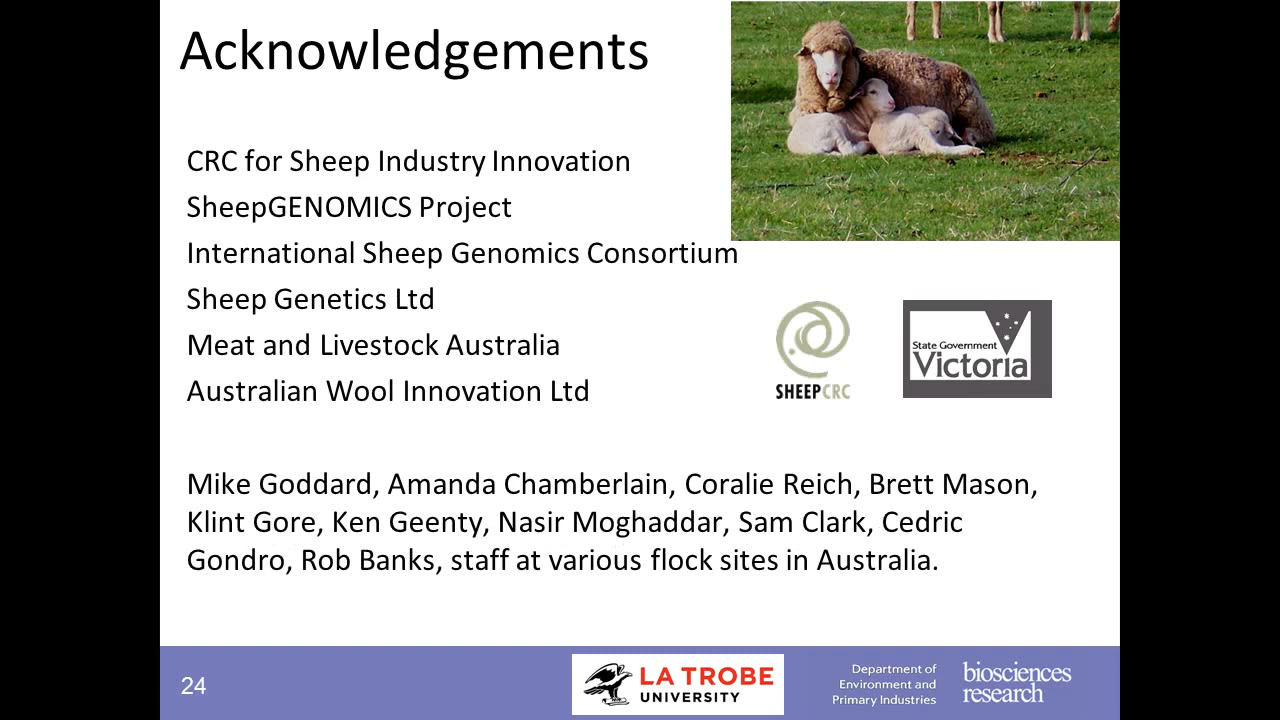 Acknowledgements
CRC for Sheep Industry Innovation
SheepGENOMICS Project
International Sheep Genomics Consortium
Sheep Genetics Ltd
Meat and Livestock Australia
Australian Wool Innovation Ltd
SHEEPCRC
State Government
Victoria
Mike Goddard, Amanda Chamberlain, Coralie Reich, Brett Mason,
Klint Gore, Ken Geenty, Nasir Moghaddar, Sam Clark, Cedric
Gondro, Rob Banks, staff at various flock sites in Australia.
24
LA TROBE
UNIVERSITY
Department of
Environment and
Primary Industries
biosciences
research